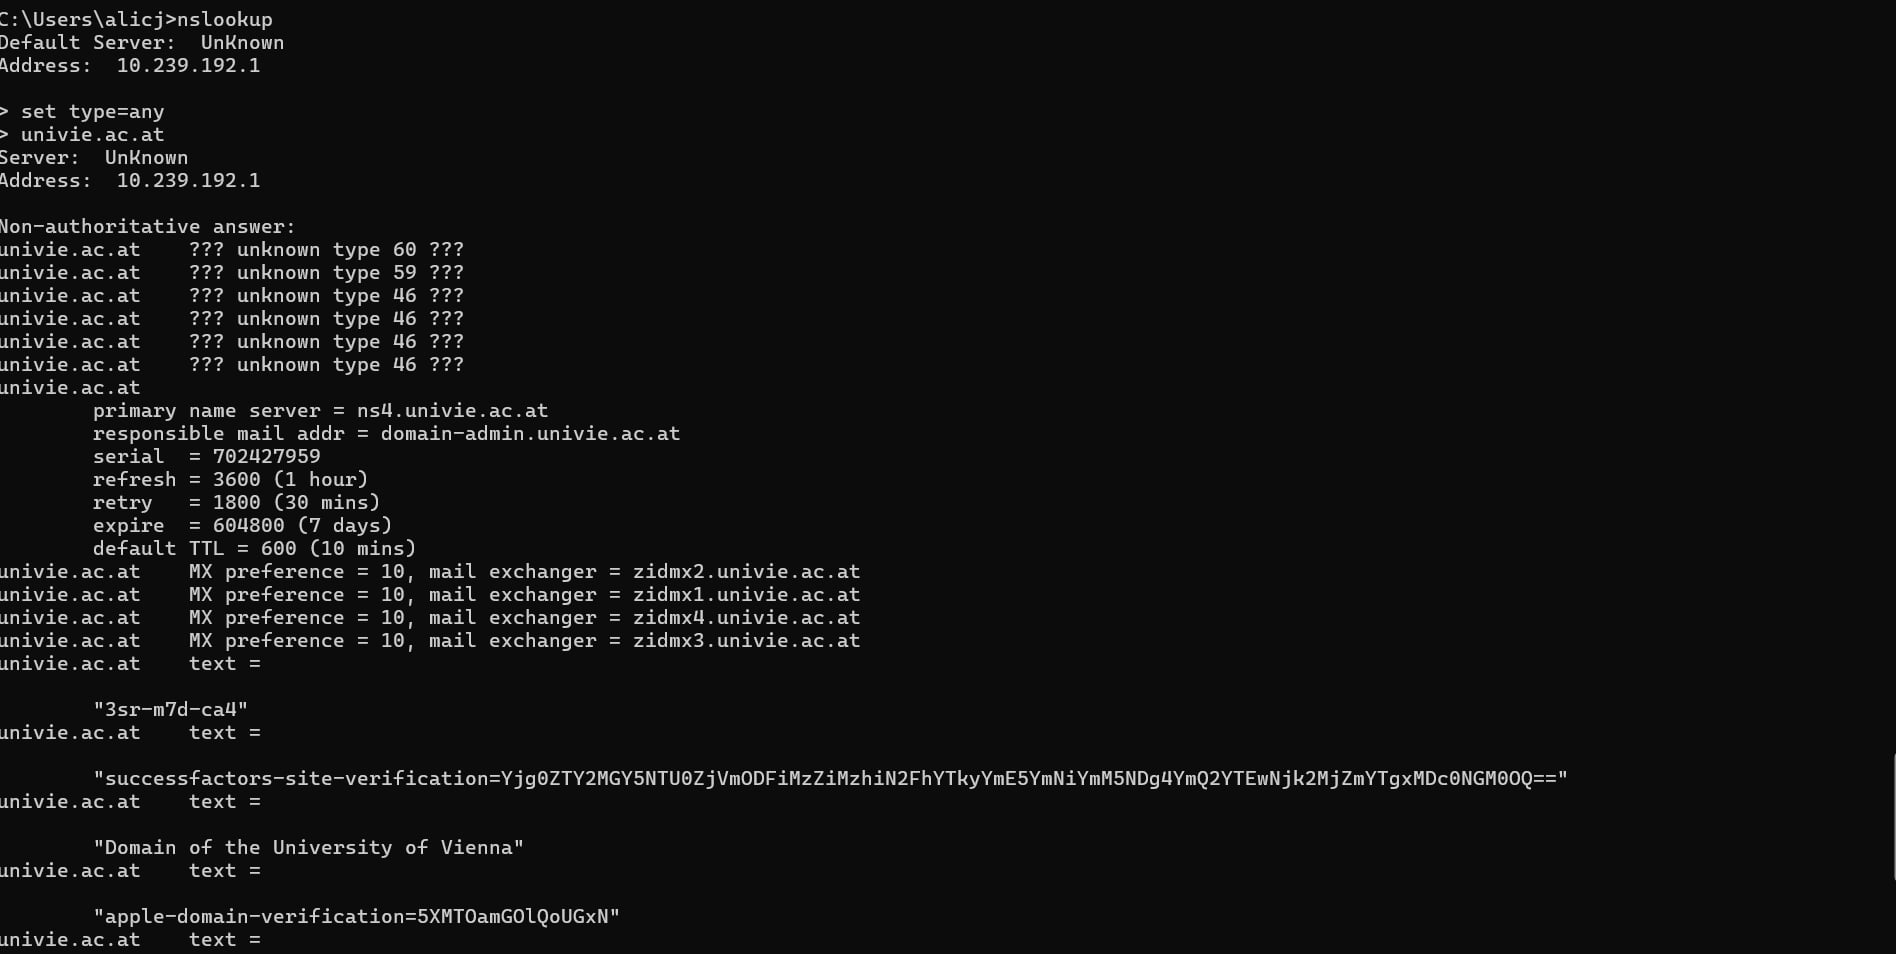 C:\Users\alicj>nslookup
Default Server:  UnKnown
Address:  10.239.192.1

> set type=any
> univie.ac.at
Server:  UnKnown
Address:  10.239.192.1

Non-authoritative answer:
univie.ac.at    ??? unknown type 60 ???
univie.ac.at    ??? unknown type 59 ???
univie.ac.at    ??? unknown type 46 ???
univie.ac.at    ??? unknown type 46 ???
univie.ac.at    ??? unknown type 46 ???
univie.ac.at    ??? unknown type 46 ???
univie.ac.at
        primary name server = ns4.univie.ac.at
        responsible mail addr = domain-admin.univie.ac.at
        serial  = 702427959
        refresh = 3600 (1 hour)
        retry   = 1800 (30 mins)
        expire  = 604800 (7 days)
        default TTL = 600 (10 mins)
univie.ac.at    MX preference = 10, mail exchanger = zidmx2.univie.ac.at
univie.ac.at    MX preference = 10, mail exchanger = zidmx1.univie.ac.at
univie.ac.at    MX preference = 10, mail exchanger = zidmx4.univie.ac.at
univie.ac.at    MX preference = 10, mail exchanger = zidmx3.univie.ac.at
univie.ac.at    text =

        "3sr-m7d-ca4"
univie.ac.at    text =

        "successfactors-site-verification=Yjg0ZTY2MGY5NTU0ZjVmODFiMzZiMzhiN2FhYTkyYmE5YmNiYmM5NDg4YmQ2YTEwNjk2MjZmYTgxMDc0NGM0OQ=="
univie.ac.at    text =

        "Domain of the University of Vienna"
univie.ac.at    text =

        "apple-domain-verification=5XMTOamGOlQoUGxN"
univie.ac.at    text =